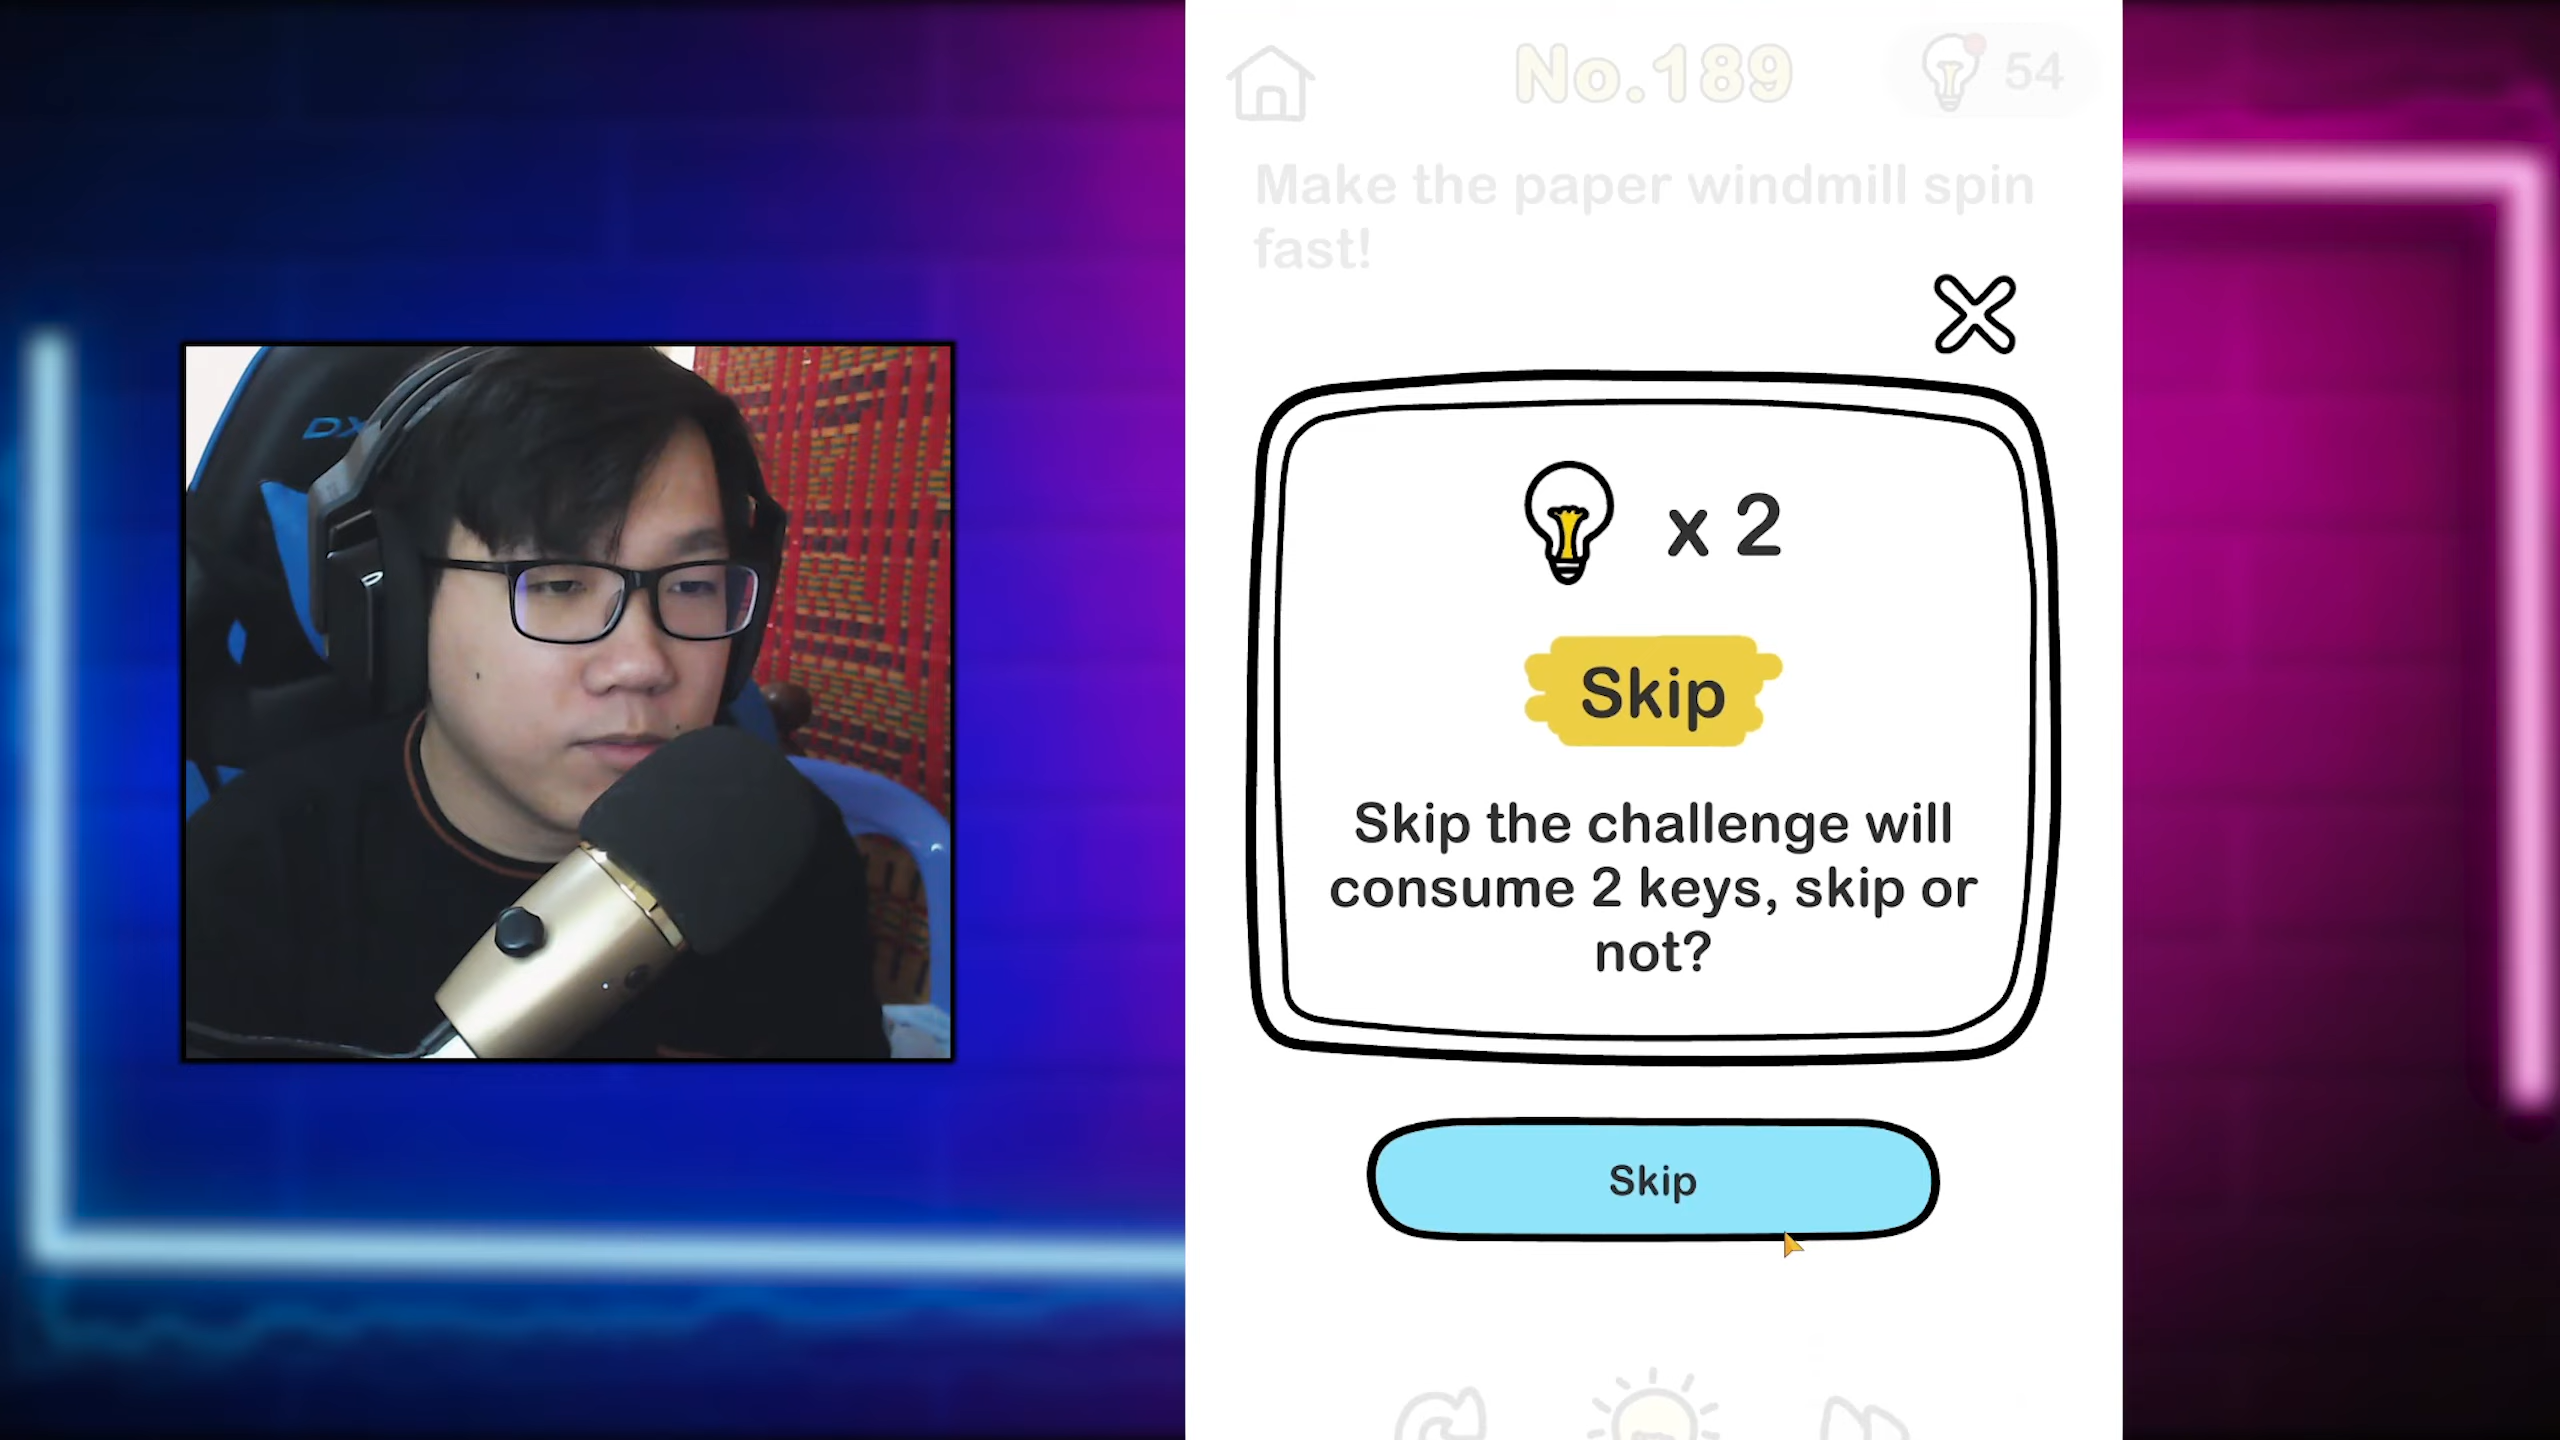 No.189
54
Make the paper windmill spin
fast!
x 2
Skip
Skip the challenge will
consume 2 keys, skip or
not?
Skip
DX